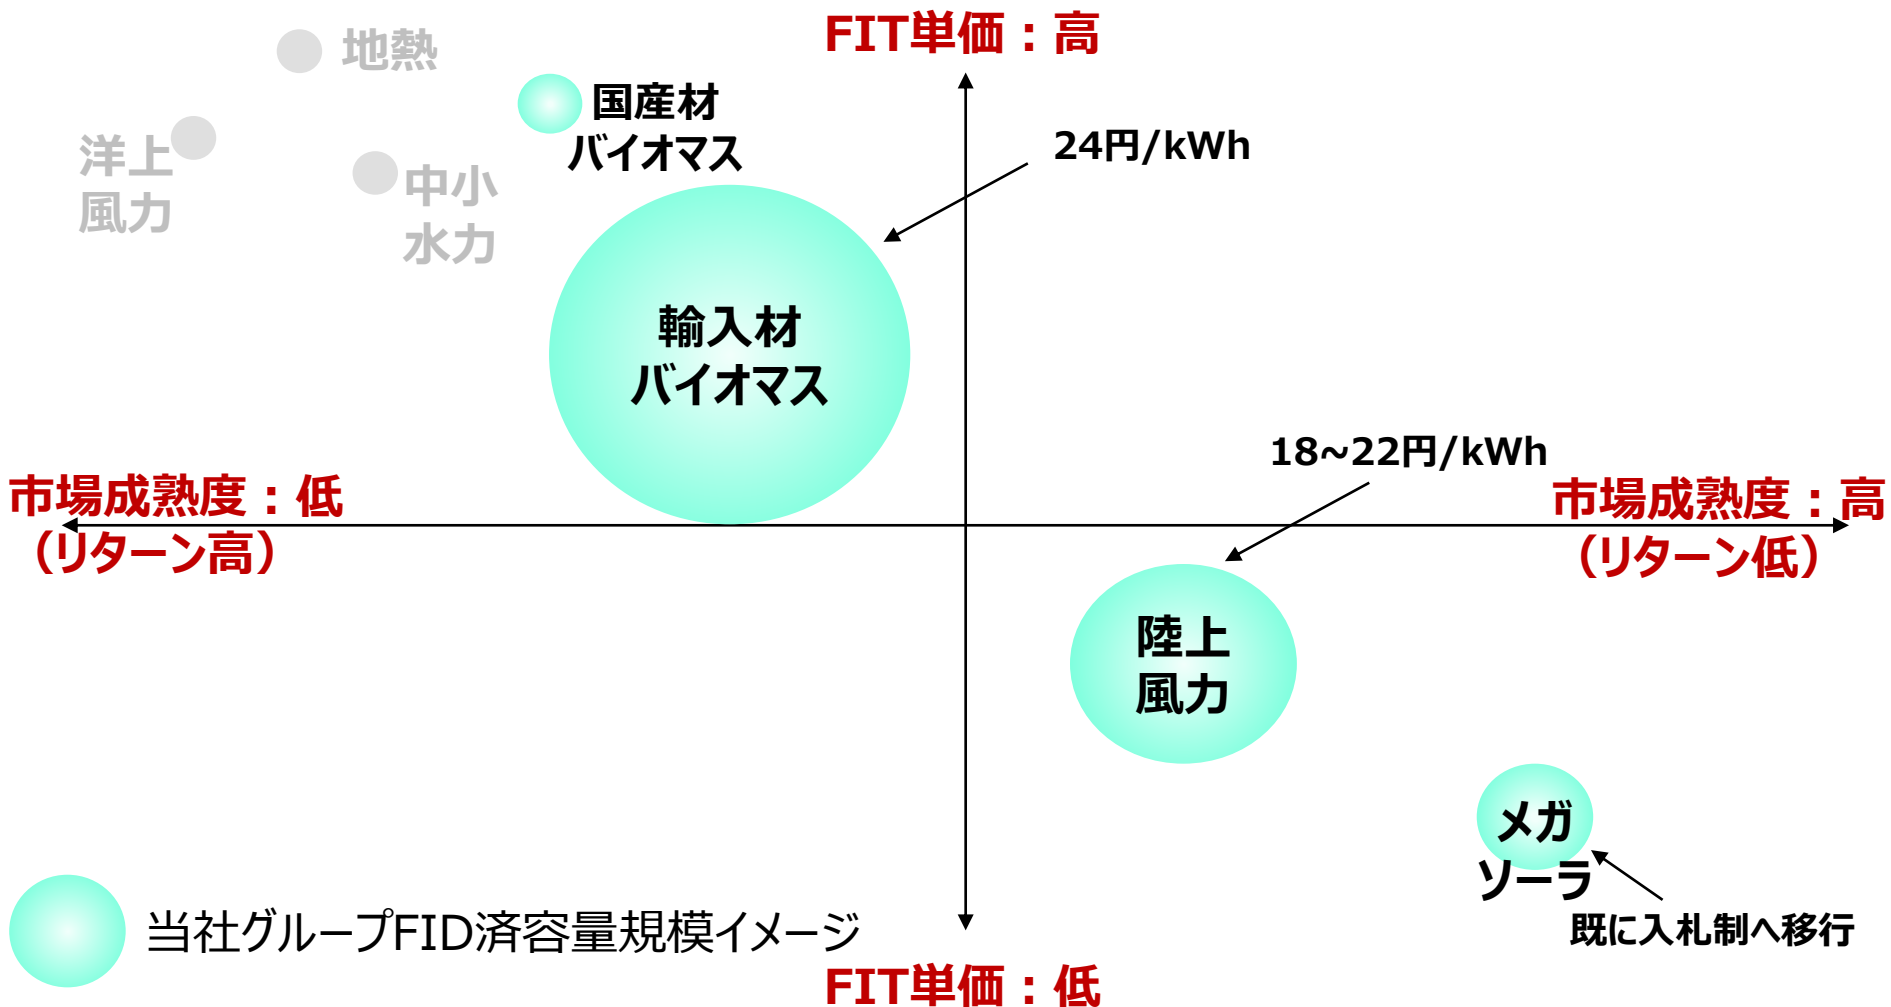 FIT単価：高
地熱
国産材
バイオマス
24円/kWh
洋上
風力
中小
水力
輸入材
バイオマス
18~22円/kWh
市場成熟度：低
（リターン高）
市場成熟度：高
（リターン低）
陸上
風力
メガ
ソーラ
既に入札制へ移行
当社グループFID済容量規模イメージ
FIT単価：低